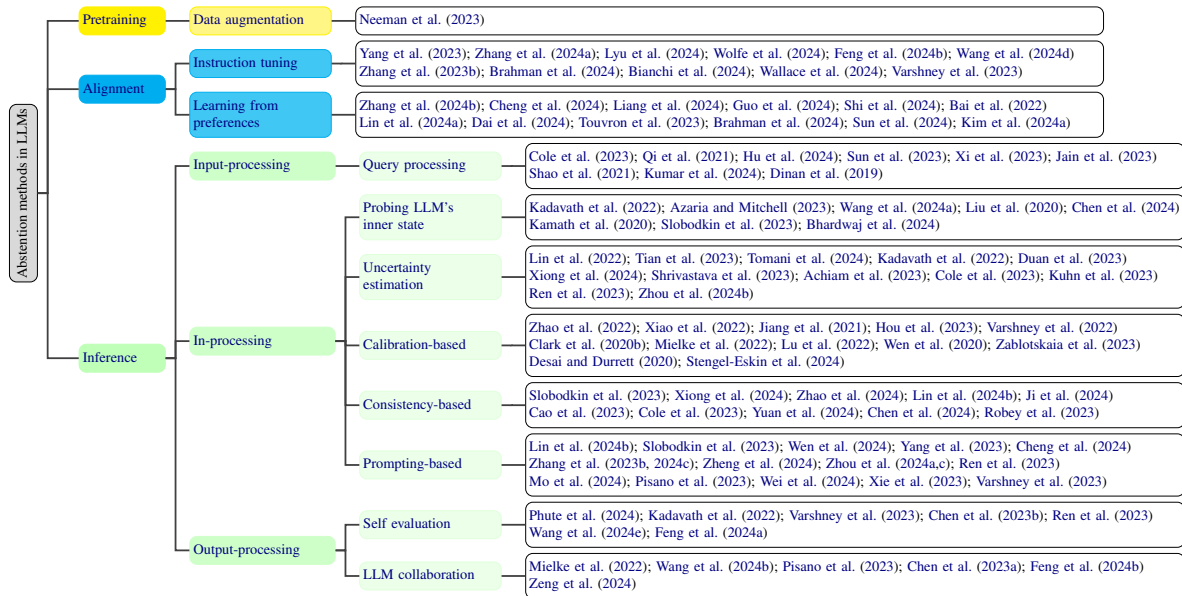 Abstention methods in LLMs
Pretraining
Data augmentation
Neeman et al. (2023)
Alignment
Instruction tuning
Yang et al. (2023); Zhang et al. (2024a); Lyu et al. (2024); Wolfe et al. (2024); Feng et al. (2024b); Wang et al. (2024d)
Zhang et al. (2023b); Brahman et al. (2024); Bianchi et al. (2024); Wallace et al. (2024); Varshney et al. (2023)
Learning from
preferences
Zhang et al. (2024b); Cheng et al. (2024); Liang et al. (2024); Guo et al. (2024); Shi et al. (2024); Bai et al. (2022)
Lin et al. (2024a); Dai et al. (2024); Touvron et al. (2023); Brahman et al. (2024); Sun et al. (2024); Kim et al. (2024a)
Inference
Input-processing
Query processing
Cole et al. (2023); Qi et al. (2021); Hu et al. (2024); Sun et al. (2023); Xi et al. (2023); Jain et al. (2023)
Shao et al. (2021); Kumar et al. (2024); Dinan et al. (2019)
In-processing
Probing LLM's
inner state
Kadavath et al. (2022); Azaria and Mitchell (2023); Wang et al. (2024a); Liu et al. (2020); Chen et al. (2024)
Kamath et al. (2020); Slobodkin et al. (2023); Bhardwaj et al. (2024)
Uncertainty
estimation
Lin et al. (2022); Tian et al. (2023); Tomani et al. (2024); Kadavath et al. (2022); Duan et al. (2023)
Xiong et al. (2024); Shrivastava et al. (2023); Achiam et al. (2023); Cole et al. (2023); Kuhn et al. (2023)
Ren et al. (2023); Zhou et al. (2024b)
Calibration-based
Zhao et al. (2022); Xiao et al. (2022); Jiang et al. (2021); Hou et al. (2023); Varshney et al. (2022)
Clark et al. (2020b); Mielke et al. (2022); Lu et al. (2022); Wen et al. (2020); Zablotskaia et al. (2023)
Desai and Durrett (2020); Stengel-Eskin et al. (2024)
Consistency-based
Slobodkin et al. (2023); Xiong et al. (2024); Zhao et al. (2024); Lin et al. (2024b); Ji et al. (2024)
Cao et al. (2023); Cole et al. (2023); Yuan et al. (2024); Chen et al. (2024); Robey et al. (2023)
Prompting-based
Lin et al. (2024b); Slobodkin et al. (2023); Wen et al. (2024); Yang et al. (2023); Cheng et al. (2024)
Zhang et al. (2023b, 2024c); Zheng et al. (2024); Zhou et al. (2024a,c); Ren et al. (2023)
Mo et al. (2024); Pisano et al. (2023); Wei et al. (2024); Xie et al. (2023); Varshney et al. (2023)
Output-processing
Self evaluation
Phute et al. (2024); Kadavath et al. (2022); Varshney et al. (2023); Chen et al. (2023b); Ren et al. (2023)
Wang et al. (2024e); Feng et al. (2024a)
LLM collaboration
Mielke et al. (2022); Wang et al. (2024b); Pisano et al. (2023); Chen et al. (2023a); Feng et al. (2024b)
Zeng et al. (2024)